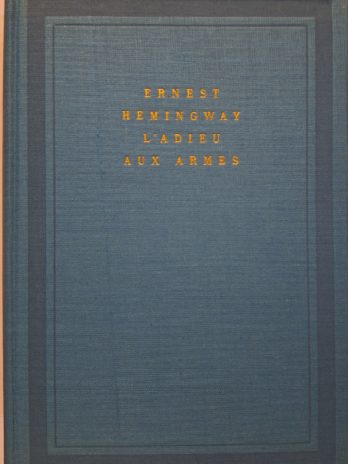 ERNEST
HEMINGWAY
L'ADIEU
AUX ARMES